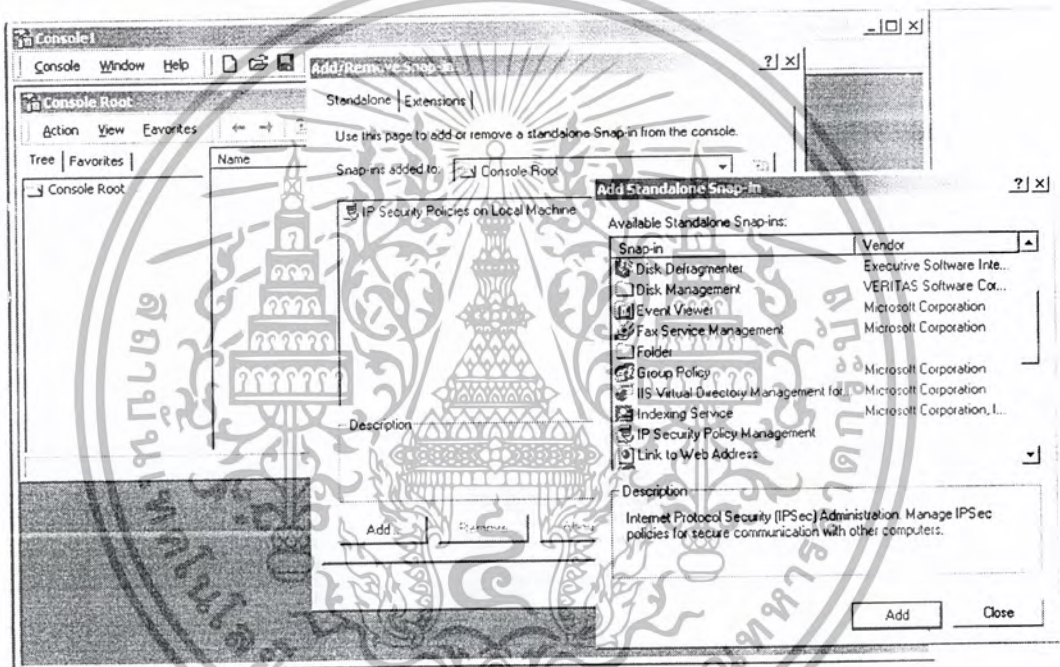 Console1
Console Window Help
Add/Remove Snap-in
Console Root
Standalone Extensions
Action View Favorites
Use this page to add or remove a standalone Snap-in from the console.
Tree Favorites
Name
Snap-ins added to: Console Root
Console Root
IP Security Policies on Local Machine
Description
Add... Remove
Add Standalone Snap-in
Available Standalone Snap-ins:
Snap-in Vendor
Disk Defragmenter Executive Software Inte...
Disk Management VERITAS Software Cor...
Event Viewer Microsoft Corporation
Fax Service Management Microsoft Corporation
Folder
Group Policy Microsoft Corporation
IIS Virtual Directory Management for... Microsoft Corporation
Indexing Service Microsoft Corporation, I...
IP Security Policy Management
Link to Web Address
Description
Internet Protocol Security (IPSec) Administration. Manage IPSec
policies for secure communication with other computers.
Add Close